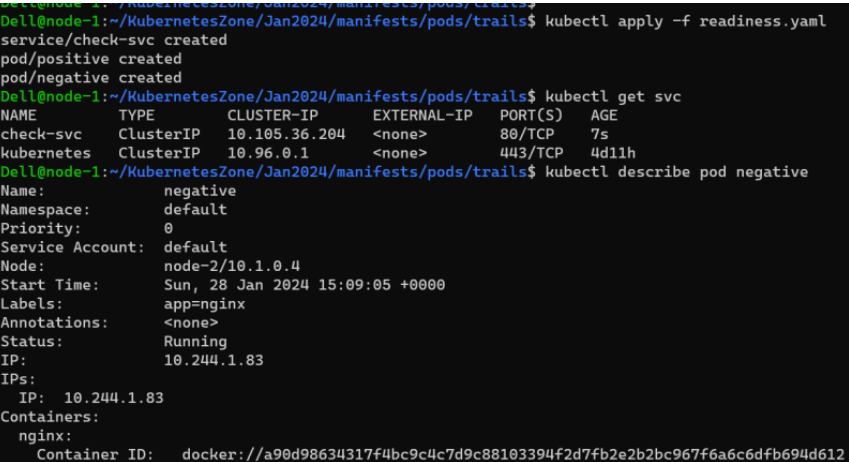 Dell@node-1:~/KubernetesZone/Jan2024/manifests/pods/trails$
Dell@node-1:~/KubernetesZone/Jan2024/manifests/pods/trails$ kubectl apply -f readiness.yaml
service/check-svc created
pod/positive created
pod/negative created
Dell@node-1:~/KubernetesZone/Jan2024/manifests/pods/trails$ kubectl get svc
NAME         TYPE        CLUSTER-IP      EXTERNAL-IP   PORT(S)   AGE
check-svc    ClusterIP   10.105.36.204   <none>        80/TCP    7s
kubernetes   ClusterIP   10.96.0.1       <none>        443/TCP   4d11h
Dell@node-1:~/KubernetesZone/Jan2024/manifests/pods/trails$ kubectl describe pod negative
Name:             negative
Namespace:        default
Priority:         0
Service Account:  default
Node:             node-2/10.1.0.4
Start Time:       Sun, 28 Jan 2024 15:09:05 +0000
Labels:           app=nginx
Annotations:      <none>
Status:           Running
IP:               10.244.1.83
IPs:
  IP:  10.244.1.83
Containers:
  nginx:
    Container ID:   docker://a90d98634317f4bc9c4c7d9c88103394f2d7fb2e2b2bc967f6a6c6dfb694d612